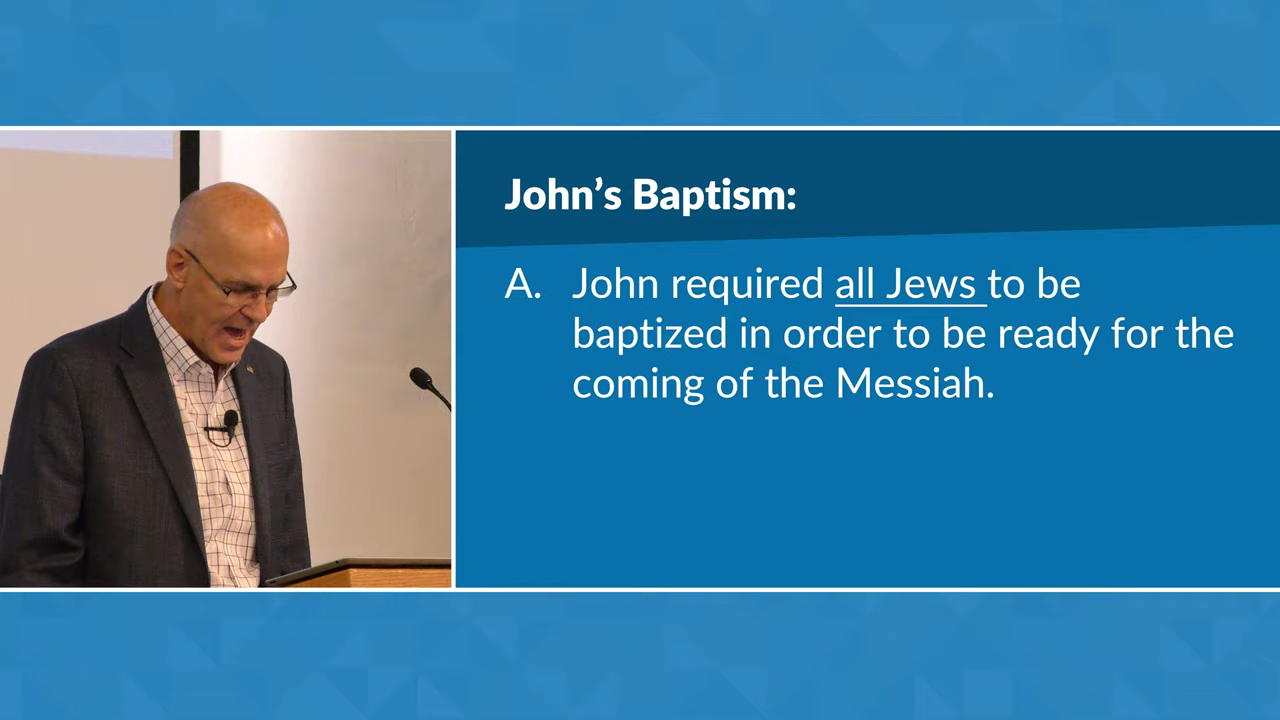 John’s Baptism:
A. John required all Jews to be
baptized in order to be ready for the
coming of the Messiah.